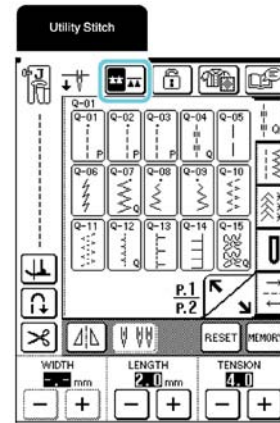 Utility Stitch
J
Q-01
Q-01 Q-02 Q-03 Q-04 Q-05
P P P Q
Q-06 Q-07 Q-08 Q-09 Q-10
Q Q
Q-11 Q-12 Q-13 Q-14 Q-15
Q Q
P.1
P.2
RESET MEMORY
WIDTH LENGTH TENSION
-.- mm 2.0 mm 4.0
- + - + - +